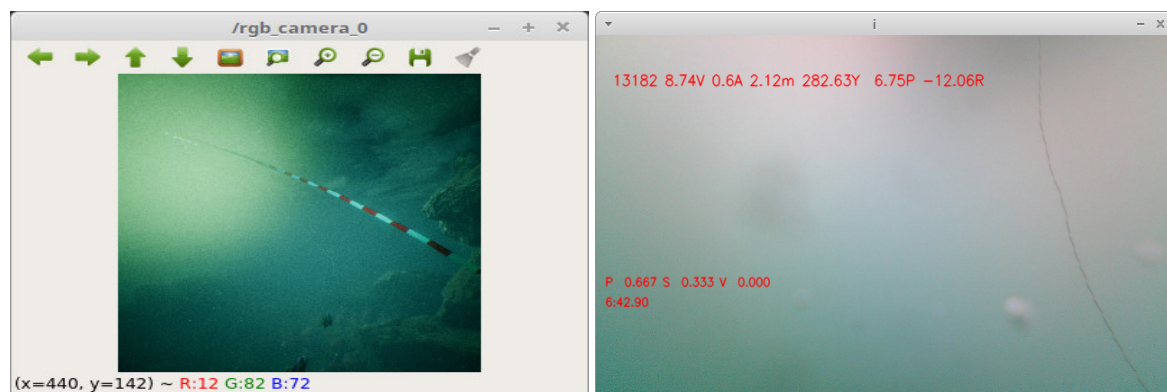 /rgb_camera_0
(x=440, y=142) ~ R:12 G:82 B:72
i
13182 8.74V 0.6A 2.12m 282.63Y 6.75P −12.06R
P 0.667 S 0.333 V 0.000
6:42.90